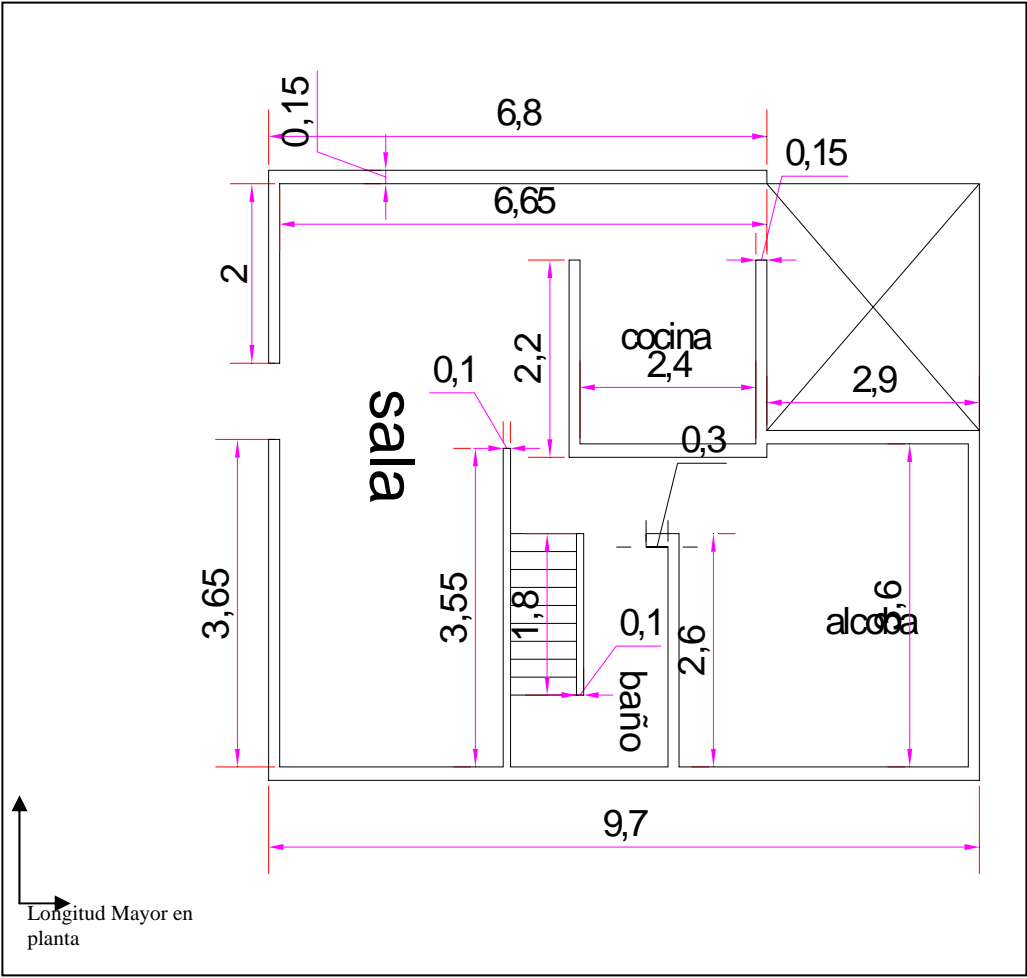 0,15
6,8
0,15
6,65
2
cocina
2,4
2,2
2,9
0,1
sala
0,3
3,65
3,55
1,8
0,1
2,6
alcoba
3,6
baño
9,7
Longitud Mayor en
planta